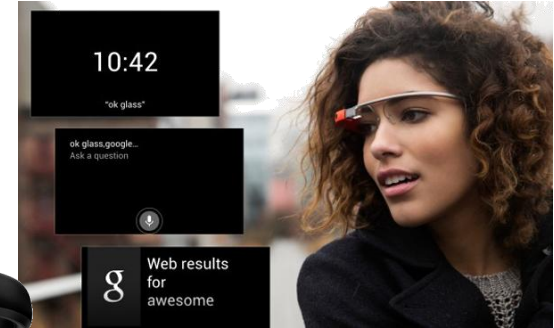 10:42
"ok glass"
ok glass,google...
Ask a question
g
Web results
for
awesome